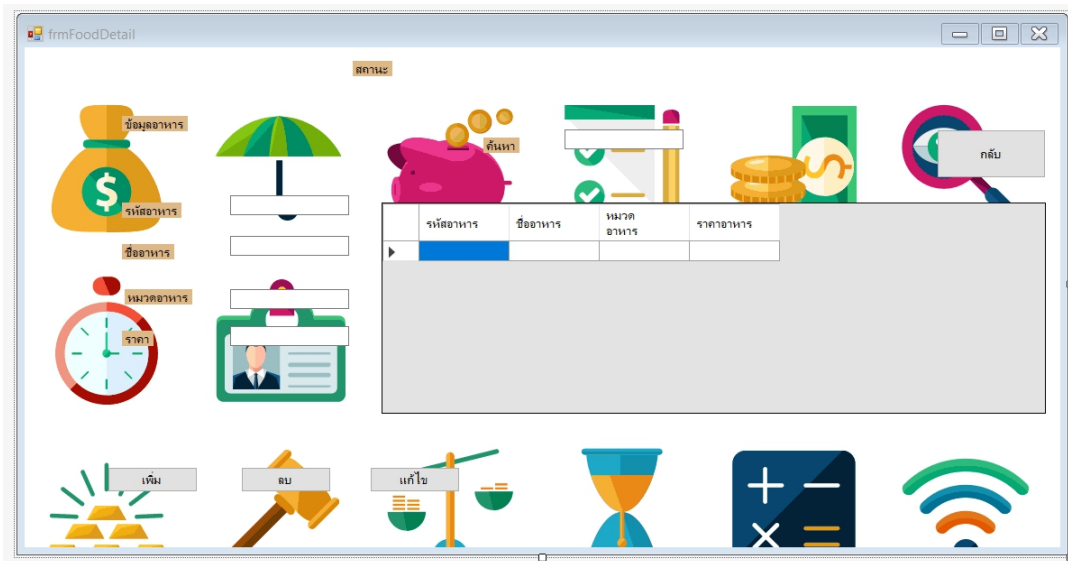 frmFoodDetail
สถานะ
ข้อมูลอาหาร
ค้นหา
กลับ
$
$
รหัสอาหาร
ชื่ออาหาร
หมวดอาหาร
ราคา
รหัสอาหาร ชื่ออาหาร หมวด ราคาอาหาร
อาหาร
เพิ่ม ลบ แก้ไข